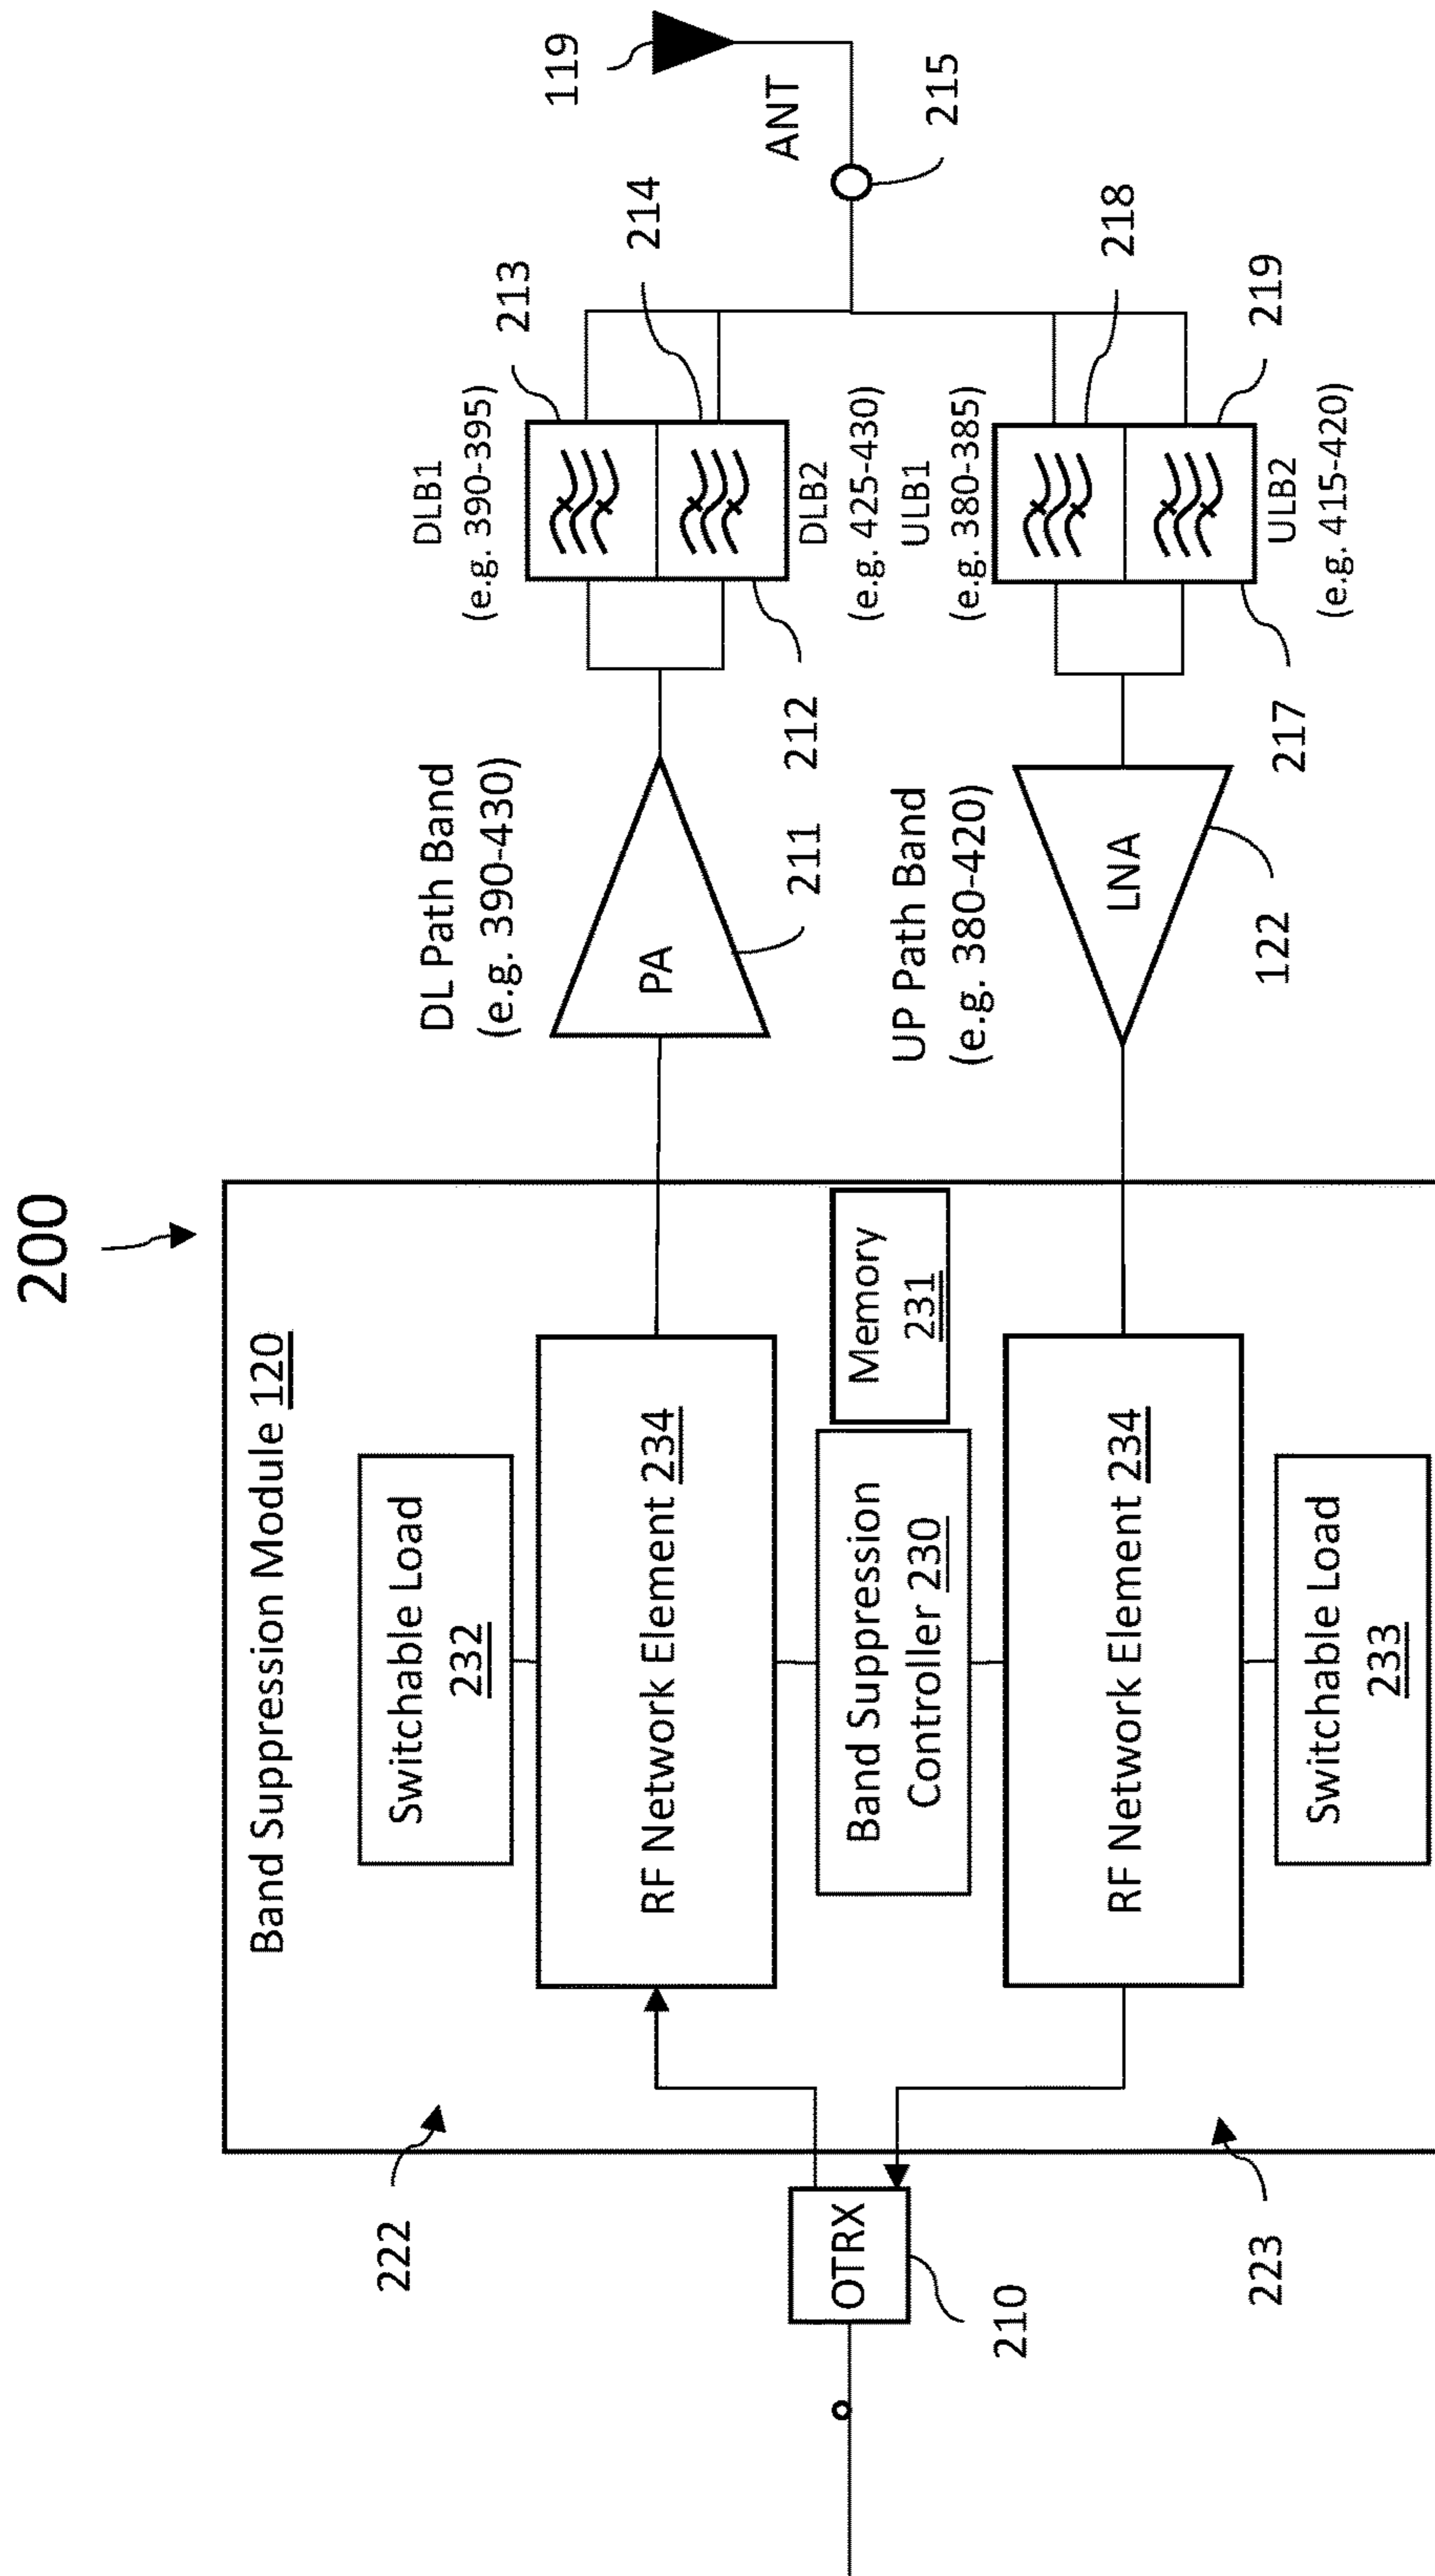 200
Band Suppression Module 120
222
223
OTRX
210
Switchable Load
232
RF Network Element 234
Band Suppression
Controller 230
Memory
231
RF Network Element 234
Switchable Load
233
DL Path Band
(e.g. 390-430)
PA
211
UP Path Band
(e.g. 380-420)
LNA
122
DLB1
(e.g. 390-395)
213
214
212
DLB2
(e.g. 425-430)
ULB1
(e.g. 380-385)
218
219
217
ULB2
(e.g. 415-420)
119
ANT
215